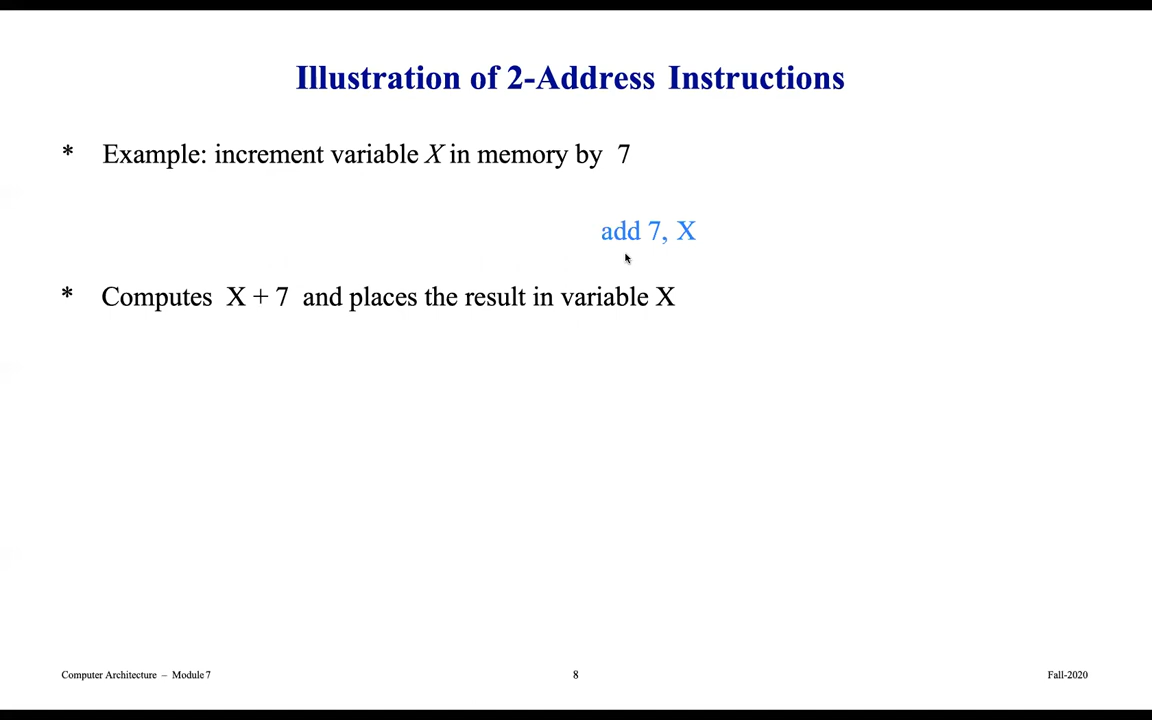 Illustration of 2-Address Instructions
* Example: increment variable X in memory by 7
add 7, X
* Computes X + 7 and places the result in variable X
Computer Architecture – Module 7
8
Fall-2020